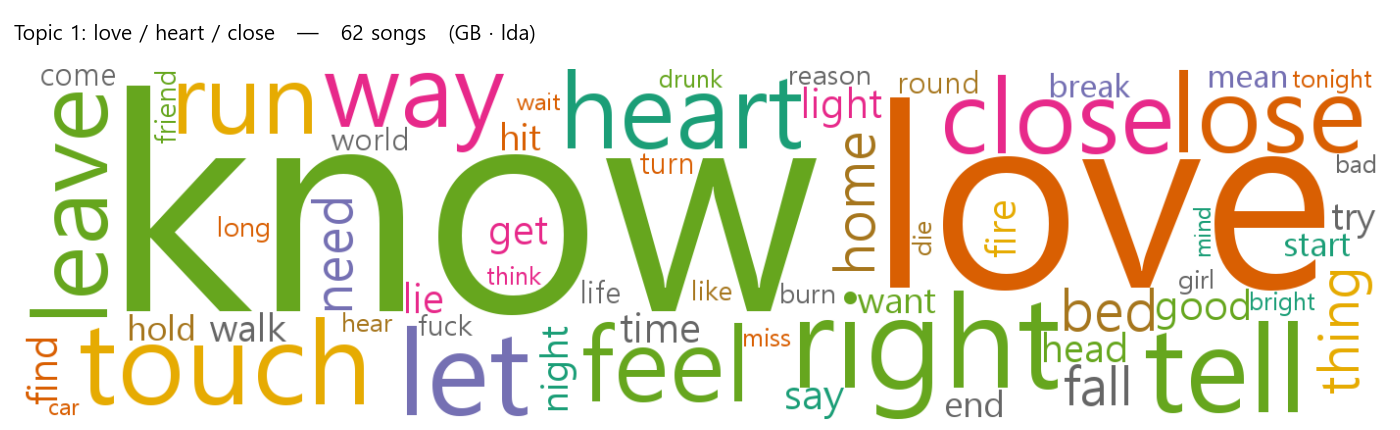 Topic 1: love / heart / close — 62 songs (GB · lda)
come
friend
run
way
wait
hit
world
heart
drunk
reason
light
round
close
break
lose
mean
tonight
leave
know
long
need
get
think
turn
home
love
die
fire
mind
bad
try
start
lie
life
like
burn
want
girl
good
bright
bed
thing
hold
walk
hear
fuck
find
car
touch
let
night
feel
time
miss
right
say
head
end
fall
tell